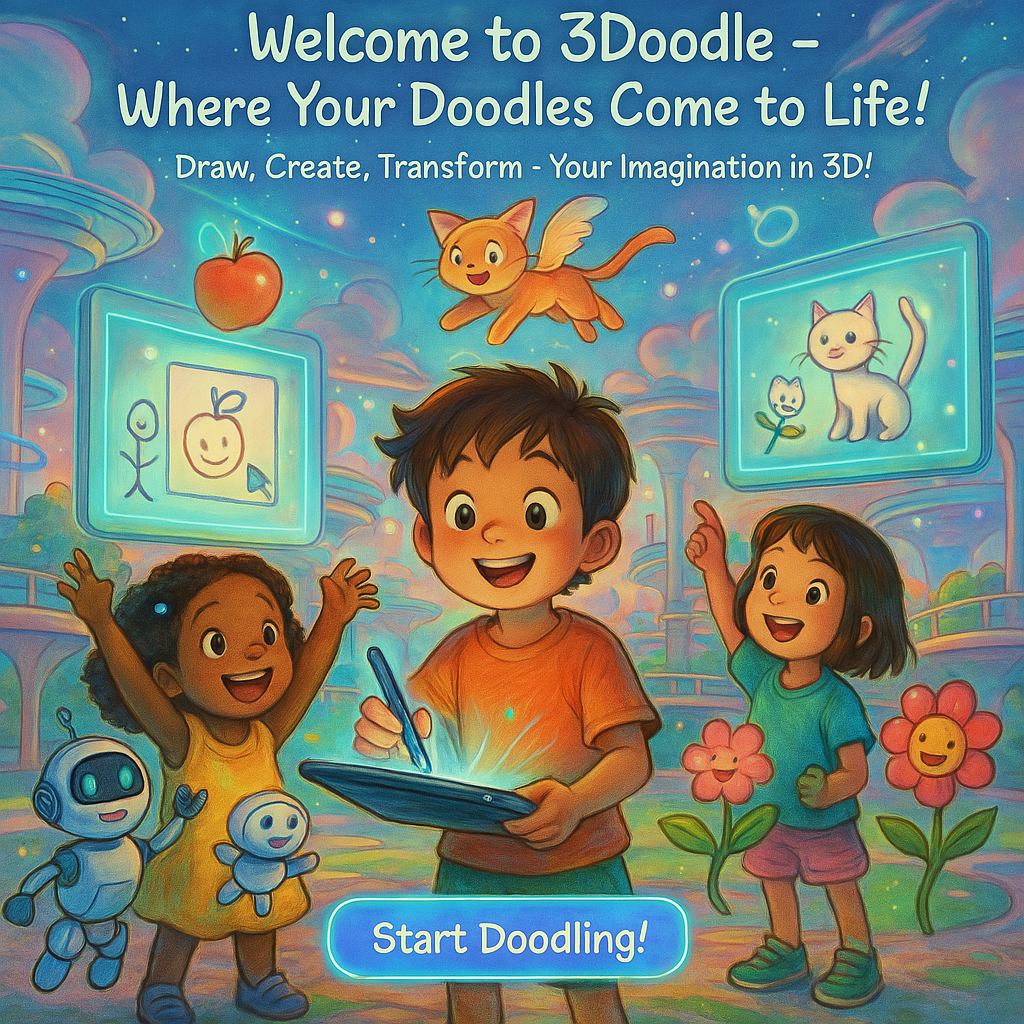 Welcome to 3Doodle –
Where Your Doodles Come to Life!
Draw, Create, Transform - Your Imagination in 3D!
Start Doodling!